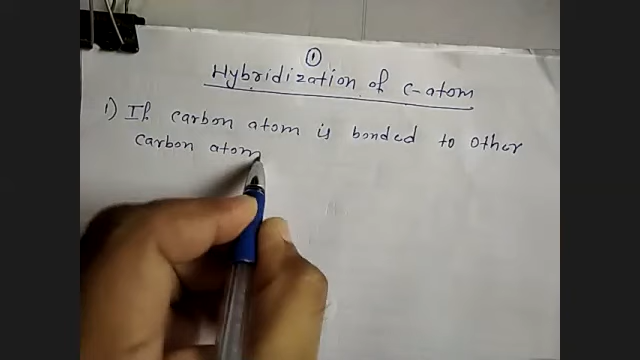 1
Hybridization of c-atom
1) If carbon atom is bonded to other
carbon atom